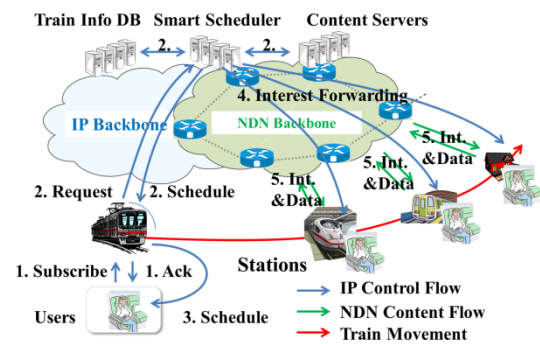 Train Info DB Smart Scheduler Content Servers
2. 2.
4. Interest Forwarding
IP Backbone NDN Backbone
5. Int.
&Data
5. Int.
&Data
5. Int.
&Data
2. Request 2. Schedule
1. Subscribe 1. Ack
Stations
Users 3. Schedule
IP Control Flow
NDN Content Flow
Train Movement